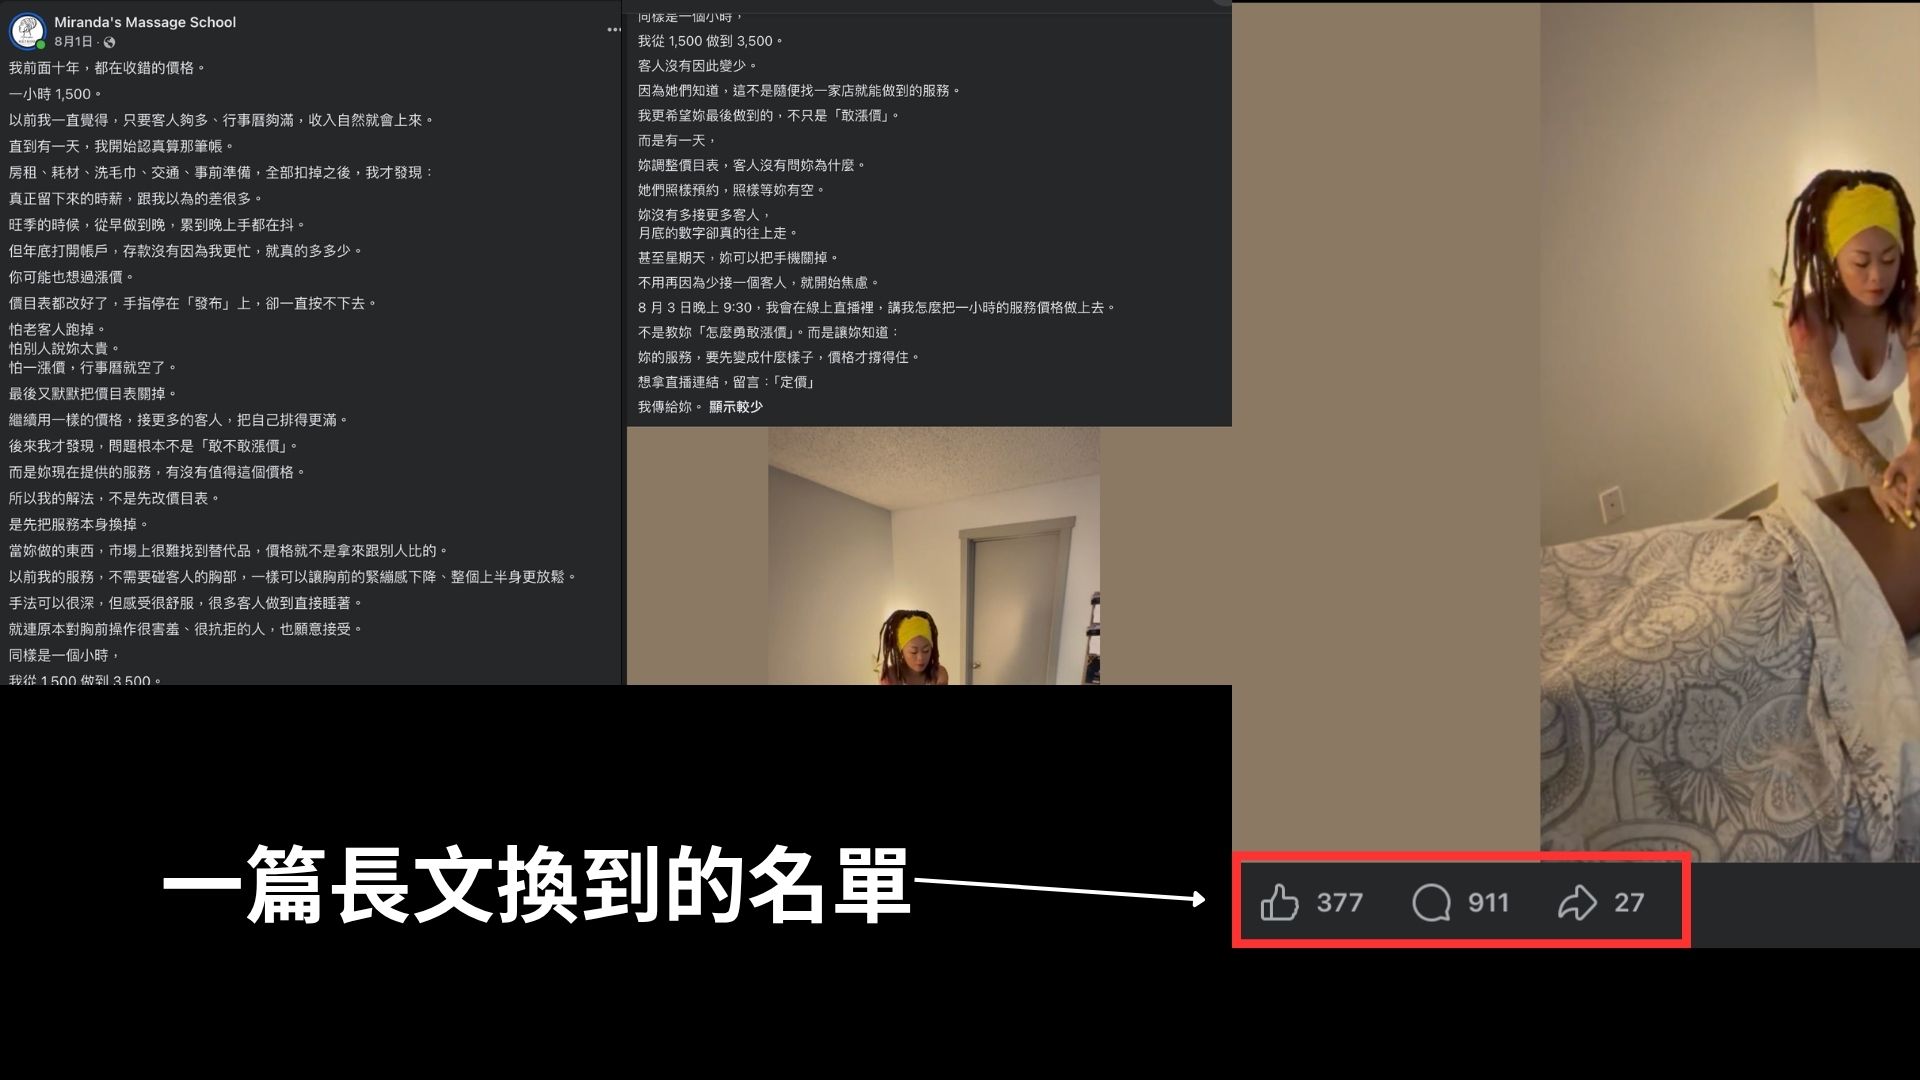 Miranda's Massage School
8月1日 ·
我前面十年，都在收錯的價格。
一小時 1,500。
以前我一直覺得，只要客人夠多、行事曆夠滿，收入自然就會上來。
直到有一天，我開始認真算那筆帳。
房租、耗材、洗毛巾、交通、事前準備，全部扣掉之後，我才發現：
真正留下來的時薪，跟我以為的差很多。
旺季的時候，從早做到晚，累到晚上手都在抖。
但年底打開帳戶，存款沒有因為我更忙，就真的多多少。
你可能也想過漲價。
價目表都改好了，手指停在「發布」上，卻一直按不下去。
怕老客人跑掉。
怕別人說妳太貴。
怕一漲價，行事曆就空了。
最後又默默把價目表關掉。
繼續用一樣的價格，接更多的客人，把自己排得更滿。
後來我才發現，問題根本不是「敢不敢漲價」。
而是妳現在提供的服務，有沒有值得這個價格。
所以我的解法，不是先改價目表。
是先把服務本身換掉。
當妳做的東西，市場上很難找到替代品，價格就不是拿來跟別人比的。
以前我的服務，不需要碰客人的胸部，一樣可以讓胸前的緊繃感下降、整個上半身更放鬆。
手法可以很深，但感受很舒服，很多客人做到直接睡著。
就連原本對胸前操作很害羞、很抗拒的人，也願意接受。
同樣是一個小時，
我從 1,500 做到 3,500。
同樣是一個小時，
我從 1,500 做到 3,500。
客人沒有因此變少。
因為她們知道，這不是隨便找一家店就能做到的服務。
我更希望妳最後做到的，不只是「敢漲價」。
而是有一天，
妳調整價目表，客人沒有問妳為什麼。
她們照樣預約，照樣等妳有空。
妳沒有多接更多客人，
月底的數字卻真的往上走。
甚至星期天，妳可以把手機關掉。
不用再因為少接一個客人，就開始焦慮。
8 月 3 日晚上 9:30，我會在線上直播裡，講我怎麼把一小時的服務價格做上去。
不是教妳「怎麼勇敢漲價」。而是讓妳知道：
妳的服務，要先變成什麼樣子，價格才撐得住。
想拿直播連結，留言：「定價」
我傳給妳。 顯示較少
一篇長文換到的名單
377 911 27